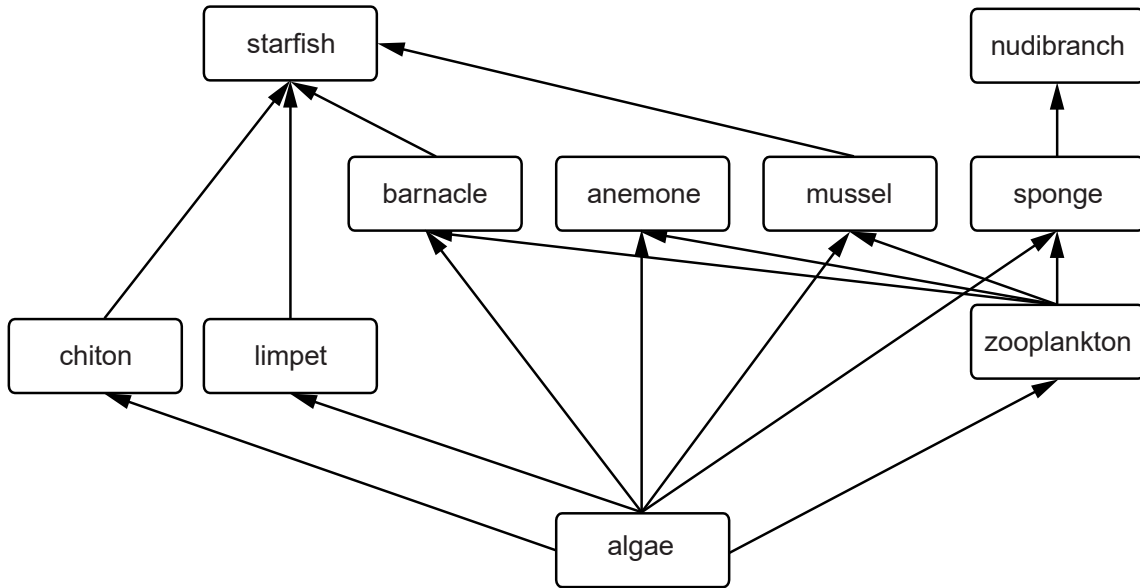 starfish
nudibranch
barnacle
anemone
mussel
sponge
chiton
limpet
zooplankton
algae